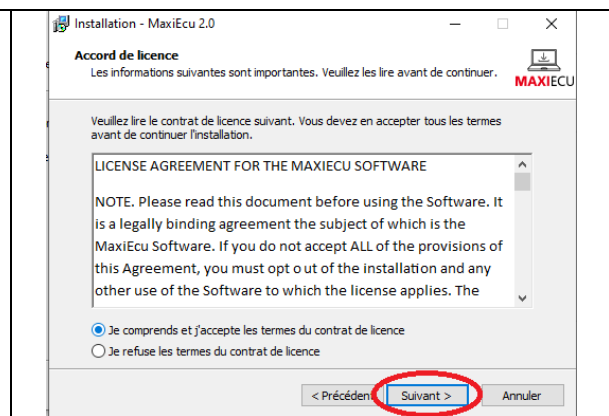 Installation - MaxiEcu 2.0
Accord de licence
Les informations suivantes sont importantes. Veuillez les lire avant de continuer.
MAXIECU
Veuillez lire le contrat de licence suivant. Vous devez en accepter tous les termes
avant de continuer l'installation.
LICENSE AGREEMENT FOR THE MAXIECU SOFTWARE
NOTE. Please read this document before using the Software. It
is a legally binding agreement the subject of which is the
MaxiEcu Software. If you do not accept ALL of the provisions of
this Agreement, you must opt out of the installation and any
other use of the Software to which the license applies. The
Je comprends et j'accepte les termes du contrat de licence
Je refuse les termes du contrat de licence
< Précéden
Suivant >
Annuler